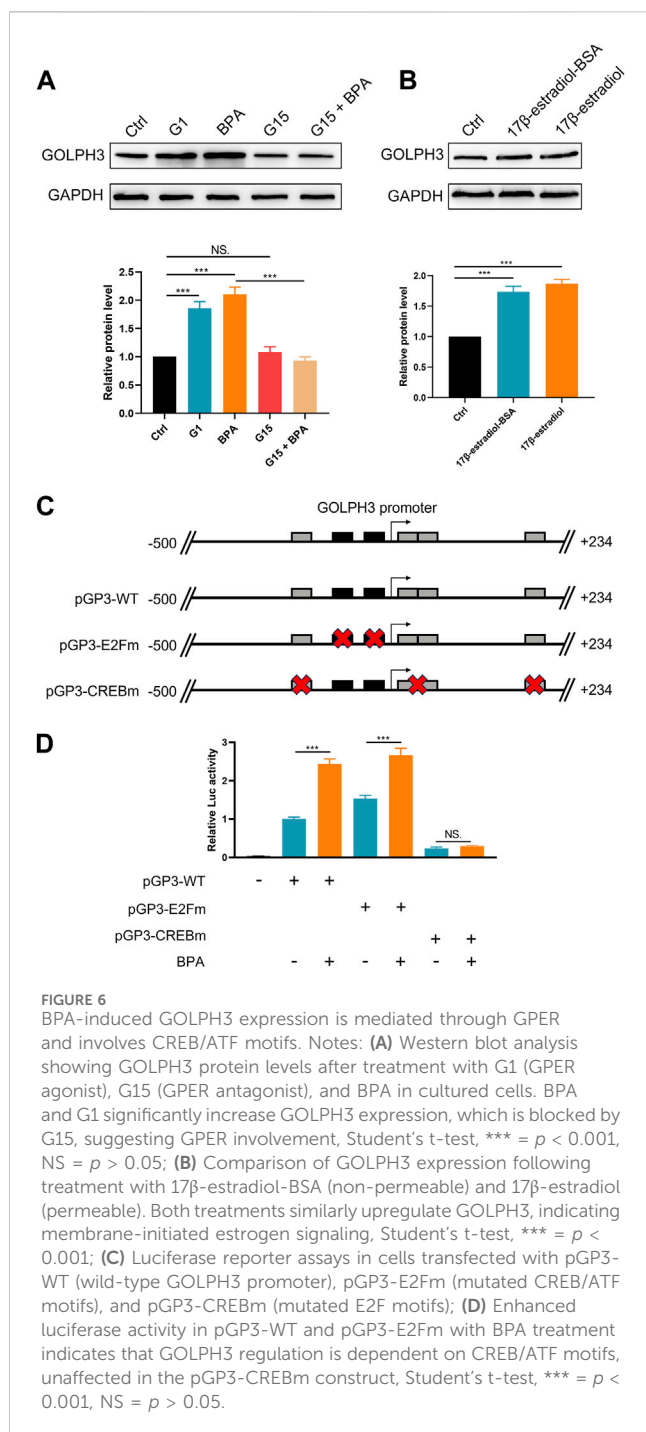 A
Ctrl G1 BPA G15 G15 + BPA
GOLPH3
GAPDH
NS.
***
***
***
Relative protein level
2.5
2.0
1.5
1.0
0.5
0.0
Ctrl G1 BPA G15 G15 + BPA
B
Ctrl 17β-estradiol-BSA 17β-estradiol
GOLPH3
GAPDH
***
***
Relative protein level
2.0
1.5
1.0
0.5
0.0
Ctrl 17β-estradiol-BSA 17β-estradiol
C
GOLPH3 promoter
-500 +234
pGP3-WT -500 +234
pGP3-E2Fm -500 +234
pGP3-CREBm -500 +234
D
*** *** NS.
Relative Luc activity
3
2
1
0
pGP3-WT - + +
pGP3-E2Fm + +
pGP3-CREBm + +
BPA - + - + - +
FIGURE 6
BPA-induced GOLPH3 expression is mediated through GPER
and involves CREB/ATF motifs. Notes: (A) Western blot analysis
showing GOLPH3 protein levels after treatment with G1 (GPER
agonist), G15 (GPER antagonist), and BPA in cultured cells. BPA
and G1 significantly increase GOLPH3 expression, which is blocked by
G15, suggesting GPER involvement, Student's t-test, *** = p < 0.001,
NS = p > 0.05; (B) Comparison of GOLPH3 expression following
treatment with 17β-estradiol-BSA (non-permeable) and 17β-estradiol
(permeable). Both treatments similarly upregulate GOLPH3, indicating
membrane-initiated estrogen signaling, Student's t-test, *** = p <
0.001; (C) Luciferase reporter assays in cells transfected with pGP3-
WT (wild-type GOLPH3 promoter), pGP3-E2Fm (mutated CREB/ATF
motifs), and pGP3-CREBm (mutated E2F motifs); (D) Enhanced
luciferase activity in pGP3-WT and pGP3-E2Fm with BPA treatment
indicates that GOLPH3 regulation is dependent on CREB/ATF motifs,
unaffected in the pGP3-CREBm construct, Student's t-test, *** = p <
0.001, NS = p > 0.05.